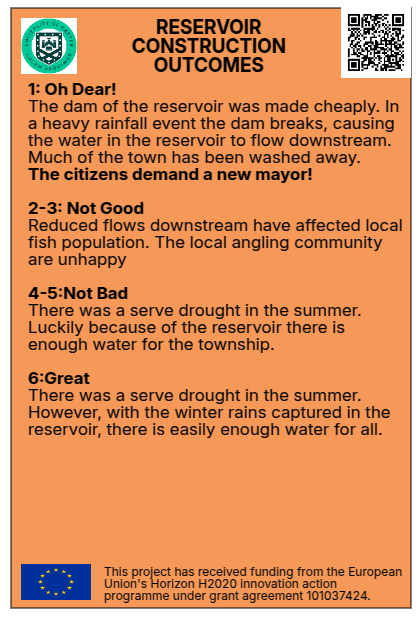 RESERVOIR
CONSTRUCTION
OUTCOMES
1: Oh Dear!
The dam of the reservoir was made cheaply. In
a heavy rainfall event the dam breaks, causing
the water in the reservoir to flow downstream.
Much of the town has been washed away.
The citizens demand a new mayor!
2-3: Not Good
Reduced flows downstream have affected local
fish population. The local angling community
are unhappy
4-5:Not Bad
There was a serve drought in the summer.
Luckily because of the reservoir there is
enough water for the township.
6:Great
There was a serve drought in the summer.
However, with the winter rains captured in the
reservoir, there is easily enough water for all.
This project has received funding from the European
Union's Horizon H2020 innovation action
programme under grant agreement 101037424.